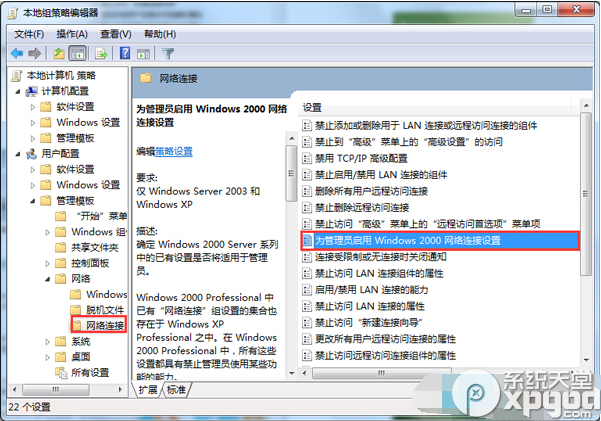 本地组策略编辑器
文件(F) 操作(A) 查看(V) 帮助(H)
本地计算机 策略
计算机配置
软件设置
Windows 设置
管理模板
用户配置
软件设置
Windows 设置
管理模板
“开始”菜单
Windows 组
共享文件夹
控制面板
网络
Windows
脱机文件
网络连接
系统
桌面
所有设置
网络连接
为管理员启用 Windows 2000 网络
连接设置
编辑策略设置
要求:
仅 Windows Server 2003 和
Windows XP
描述:
确定 Windows 2000 Server 系列
中的已有设置是否将适用于管理
员。
Windows 2000 Professional 中
已有“网络连接”组设置的集合也
存在于 Windows XP
Professional 之中。在 Windows
2000 Professional 中，所有这些
设置都具有禁止管理员使用某些功
能的能力。
设置
禁止添加或删除用于 LAN 连接或远程访问连接的组件
禁止到“高级”菜单上的“高级设置”的访问
禁用 TCP/IP 高级配置
禁止启用/禁用 LAN 连接的组件
删除所有用户远程访问连接
禁止删除远程访问连接
禁止访问“高级”菜单上的“远程访问首选项”菜单项
为管理员启用 Windows 2000 网络连接设置
连接受限制或无连接时关闭通知
禁止访问 LAN 连接组件的属性
启用/禁用 LAN 连接的能力
禁止访问 LAN 连接的属性
禁止访问“新建连接向导”
更改所有用户远程访问连接的属性
禁止访问远程访问连接组件的属性
扩展 标准
22 个设置
系统天堂
xpgod